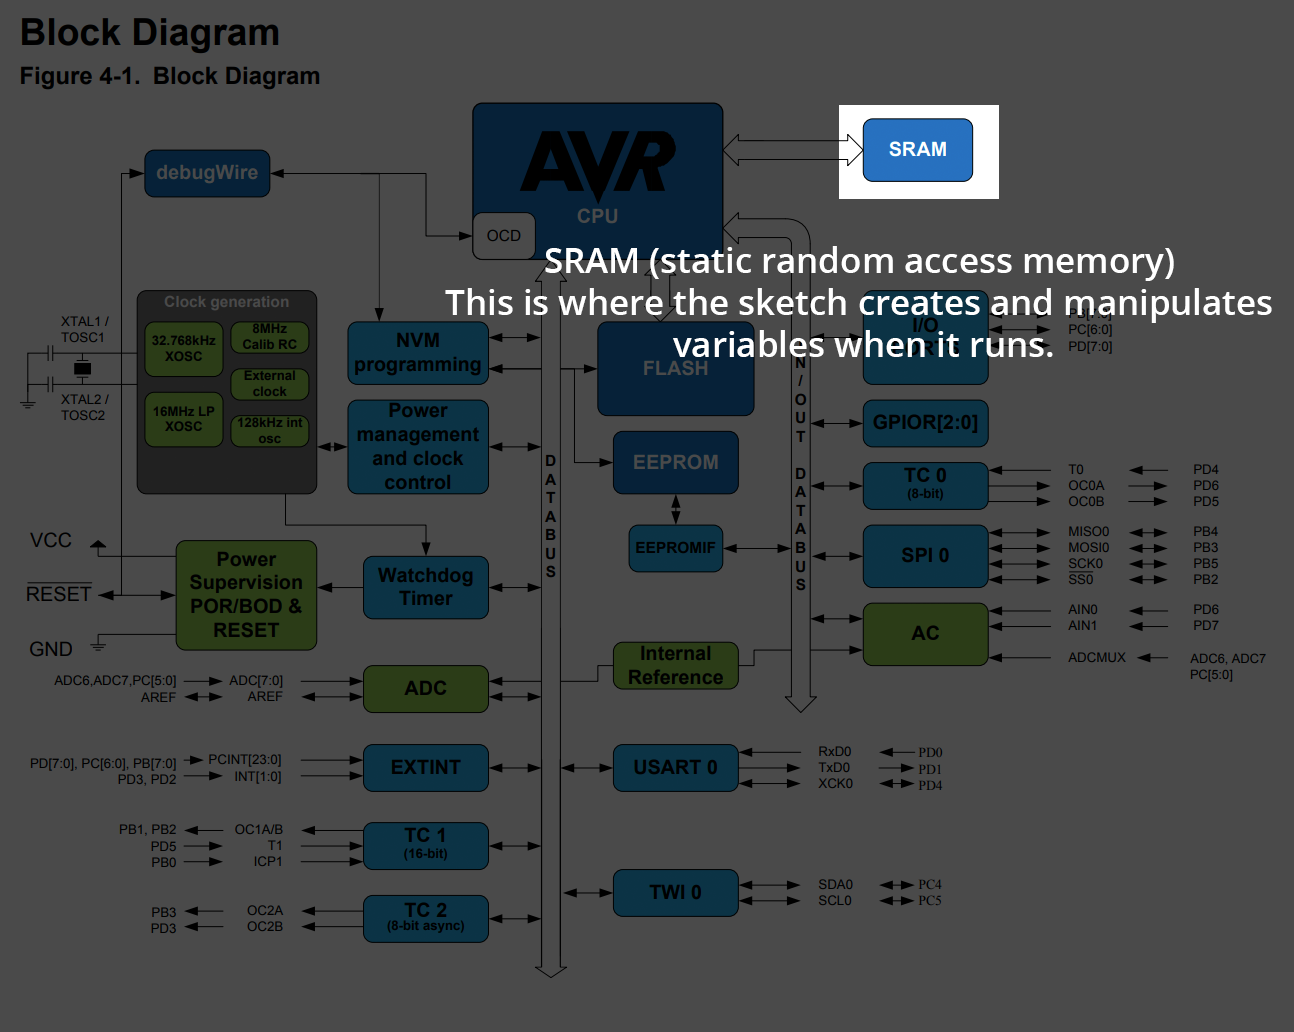 Block Diagram
Figure 4-1. Block Diagram
AVR
CPU
OCD
SRAM
debugWire
SRAM (static random access memory)
This is where the sketch creates and manipulates
variables when it runs.
Clock generation
XTAL1 /
TOSC1
XTAL2 /
TOSC2
32.768kHz
XOSC
8MHz
Calib RC
External
clock
16MHz LP
XOSC
128kHz int
osc
NVM
programming
FLASH
I/O
PC[6:0]
PD[7:0]
Power
management
and clock
control
EEPROM
EEPROMIF
DATABUS
N/OUT
DATABUS
GPIOR[2:0]
TC 0
(8-bit)
T0 PD4
OC0A PD6
OC0B PD5
SPI 0
MISO0 PB4
MOSI0 PB3
SCK0 PB5
SS0 PB2
AC
AIN0 PD6
AIN1 PD7
ADCMUX ADC6, ADC7
PC[5:0]
VCC
RESET
GND
Power
Supervision
POR/BOD &
RESET
Watchdog
Timer
Internal
Reference
ADC6,ADC7,PC[5:0] ADC[7:0]
AREF AREF
ADC
PD[7:0], PC[6:0], PB[7:0] PCINT[23:0]
PD3, PD2 INT[1:0]
EXTINT
USART 0
RxD0 PD0
TxD0 PD1
XCK0 PD4
PB1, PB2 OC1A/B
PD5 T1
PB0 ICP1
TC 1
(16-bit)
TWI 0
SDA0 PC4
SCL0 PC5
PB3 OC2A
PD3 OC2B
TC 2
(8-bit async)